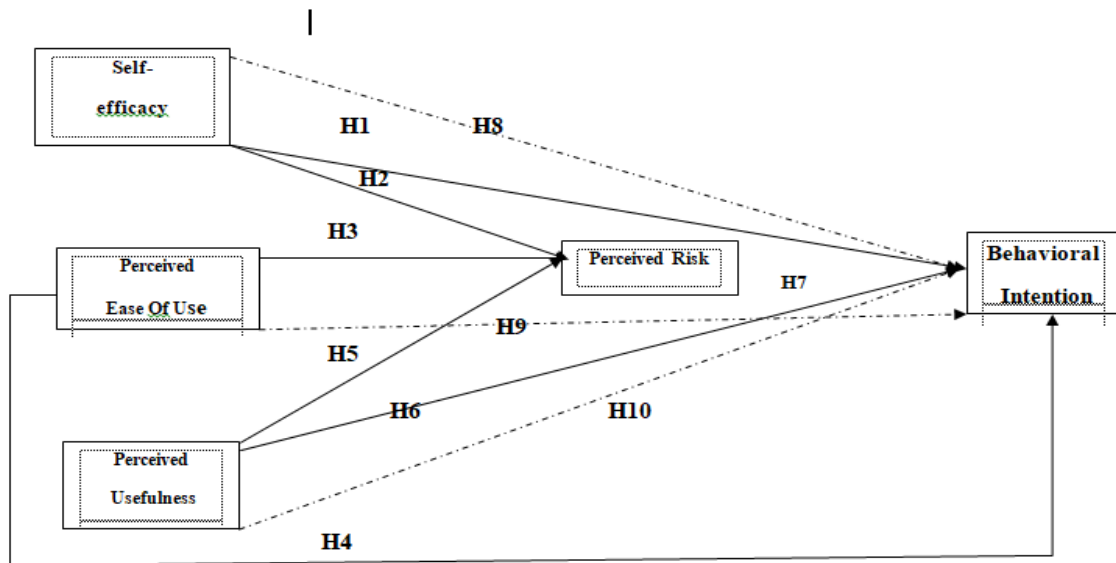 Self-
efficacy
H1
H8
H2
H3
Perceived
Ease Of Use
Perceived Risk
Behavioral
Intention
H7
H9
H5
H6
H10
Perceived
Usefulness
H4